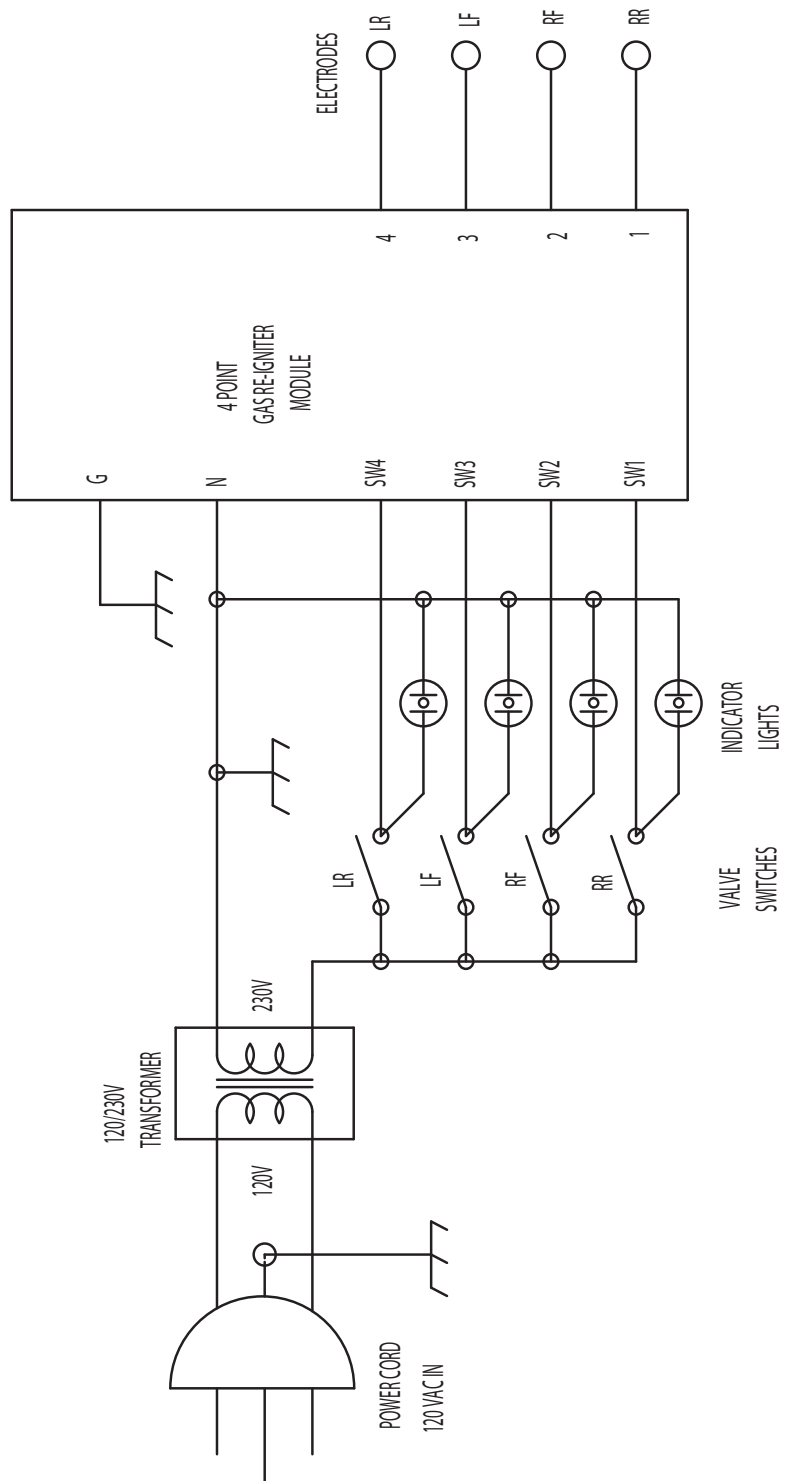 POWER CORD
120 VAC IN
120V
120/230V
TRANSFORMER
230V
LR
LF
RF
RR
VALVE
SWITCHES
INDICATOR
LIGHTS
G
N
SW4
SW3
SW2
SW1
4 POINT
GAS RE-IGNITER
MODULE
4
3
2
1
ELECTRODES
LR
LF
RF
RR